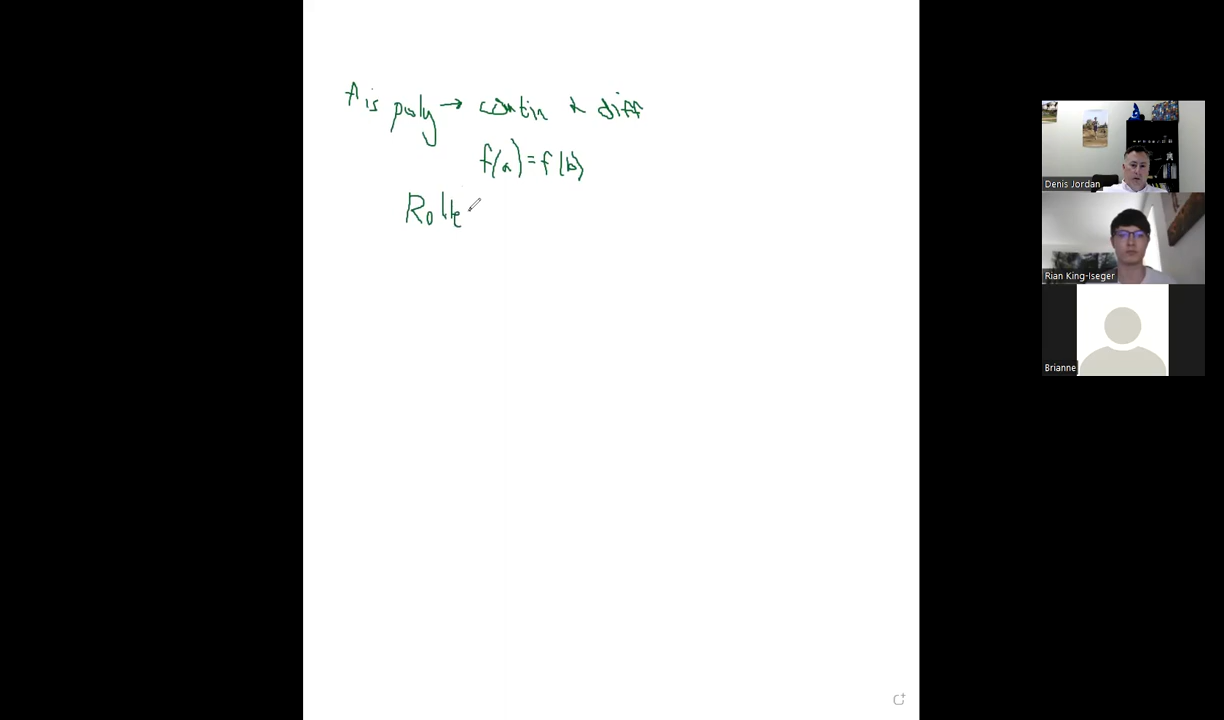 f is poly → contin & diff
f(a) = f(b)
Rolle
Denis Jordan
Rian King-Iseger
Brianne